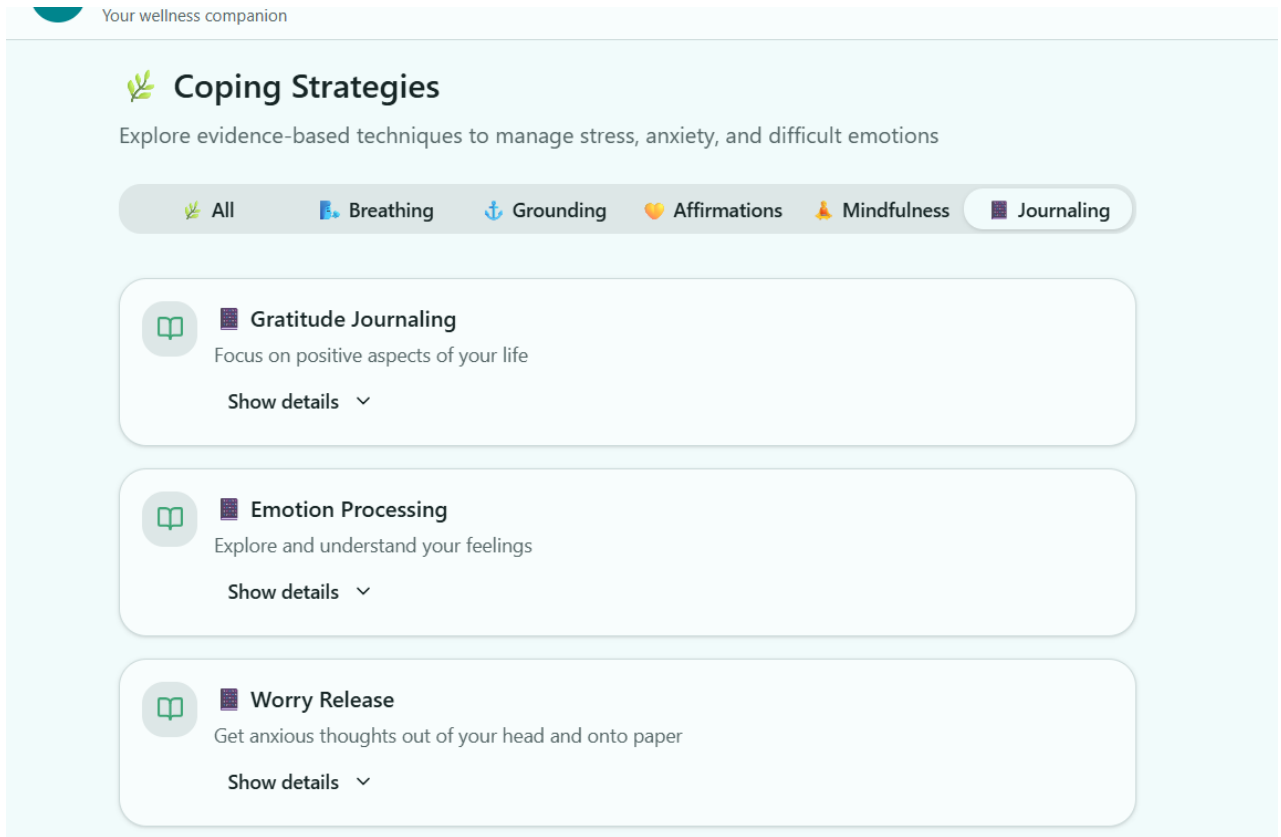 Your wellness companion
Coping Strategies
Explore evidence-based techniques to manage stress, anxiety, and difficult emotions
All Breathing Grounding Affirmations Mindfulness Journaling
Gratitude Journaling
Focus on positive aspects of your life
Show details
Emotion Processing
Explore and understand your feelings
Show details
Worry Release
Get anxious thoughts out of your head and onto paper
Show details